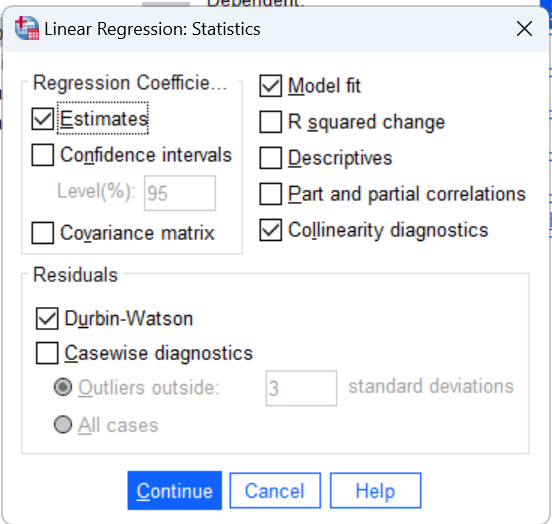 Dependent:
Linear Regression: Statistics
Regression Coefficie...
Estimates
Confidence intervals
Level(%): 95
Covariance matrix
Model fit
R squared change
Descriptives
Part and partial correlations
Collinearity diagnostics
Residuals
Durbin-Watson
Casewise diagnostics
Outliers outside: 3 standard deviations
All cases
Continue Cancel Help